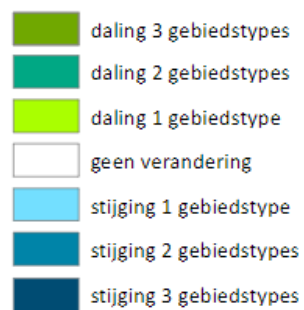 daling 3 gebiedstypes
daling 2 gebiedstypes
daling 1 gebiedstype
geen verandering
stijging 1 gebiedstype
stijging 2 gebiedstypes
stijging 3 gebiedstypes